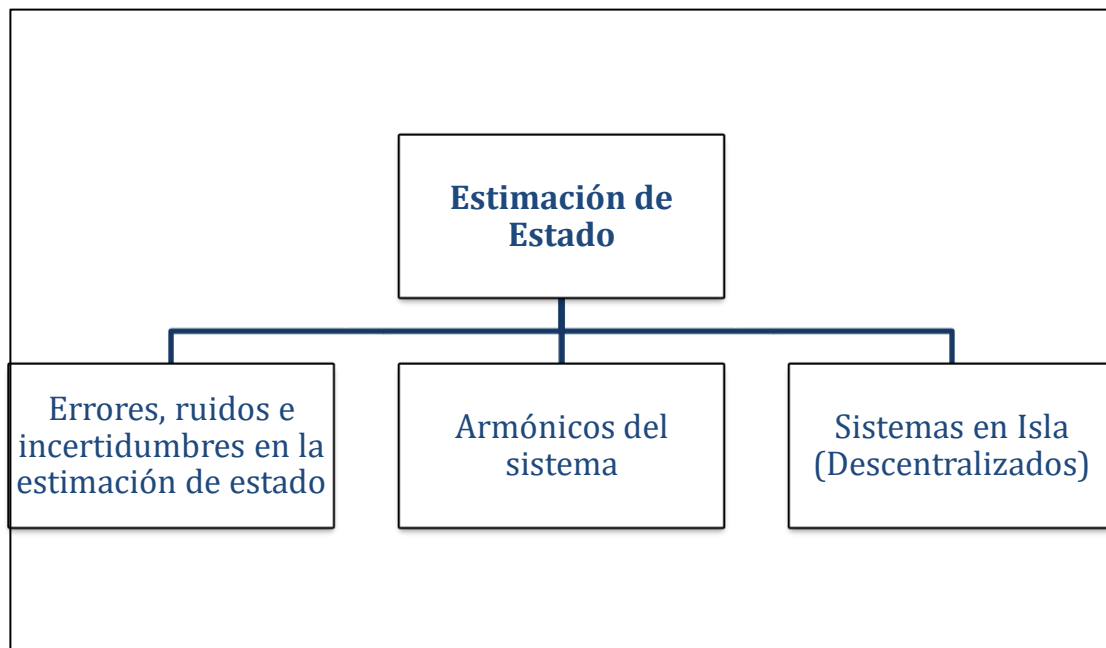 Estimación de
Estado
Errores, ruidos e
incertidumbres en la
estimación de estado
Armónicos del
sistema
Sistemas en Isla
(Descentralizados)